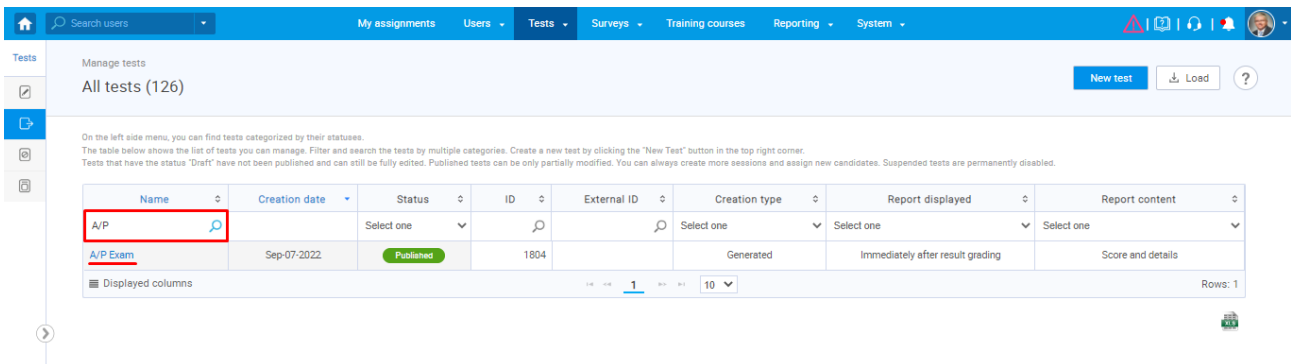 Search users
My assignments Users Tests Surveys Training courses Reporting System
Tests
Manage tests
All tests (126)
New test Load ?
On the left side menu, you can find tests categorized by their statuses.
The table below shows the list of tests you can manage. Filter and search the tests by multiple categories. Create a new test by clicking the "New Test" button in the top right corner.
Tests that have the status "Draft" have not been published and can still be fully edited. Published tests can be only partially modified. You can always create more sessions and assign new candidates. Suspended tests are permanently disabled.
Name Creation date Status ID External ID Creation type Report displayed Report content
A/P Select one Select one Select one Select one
A/P Exam Sep-07-2022 Published 1804 Generated Immediately after result grading Score and details
Displayed columns 1 10 Rows: 1